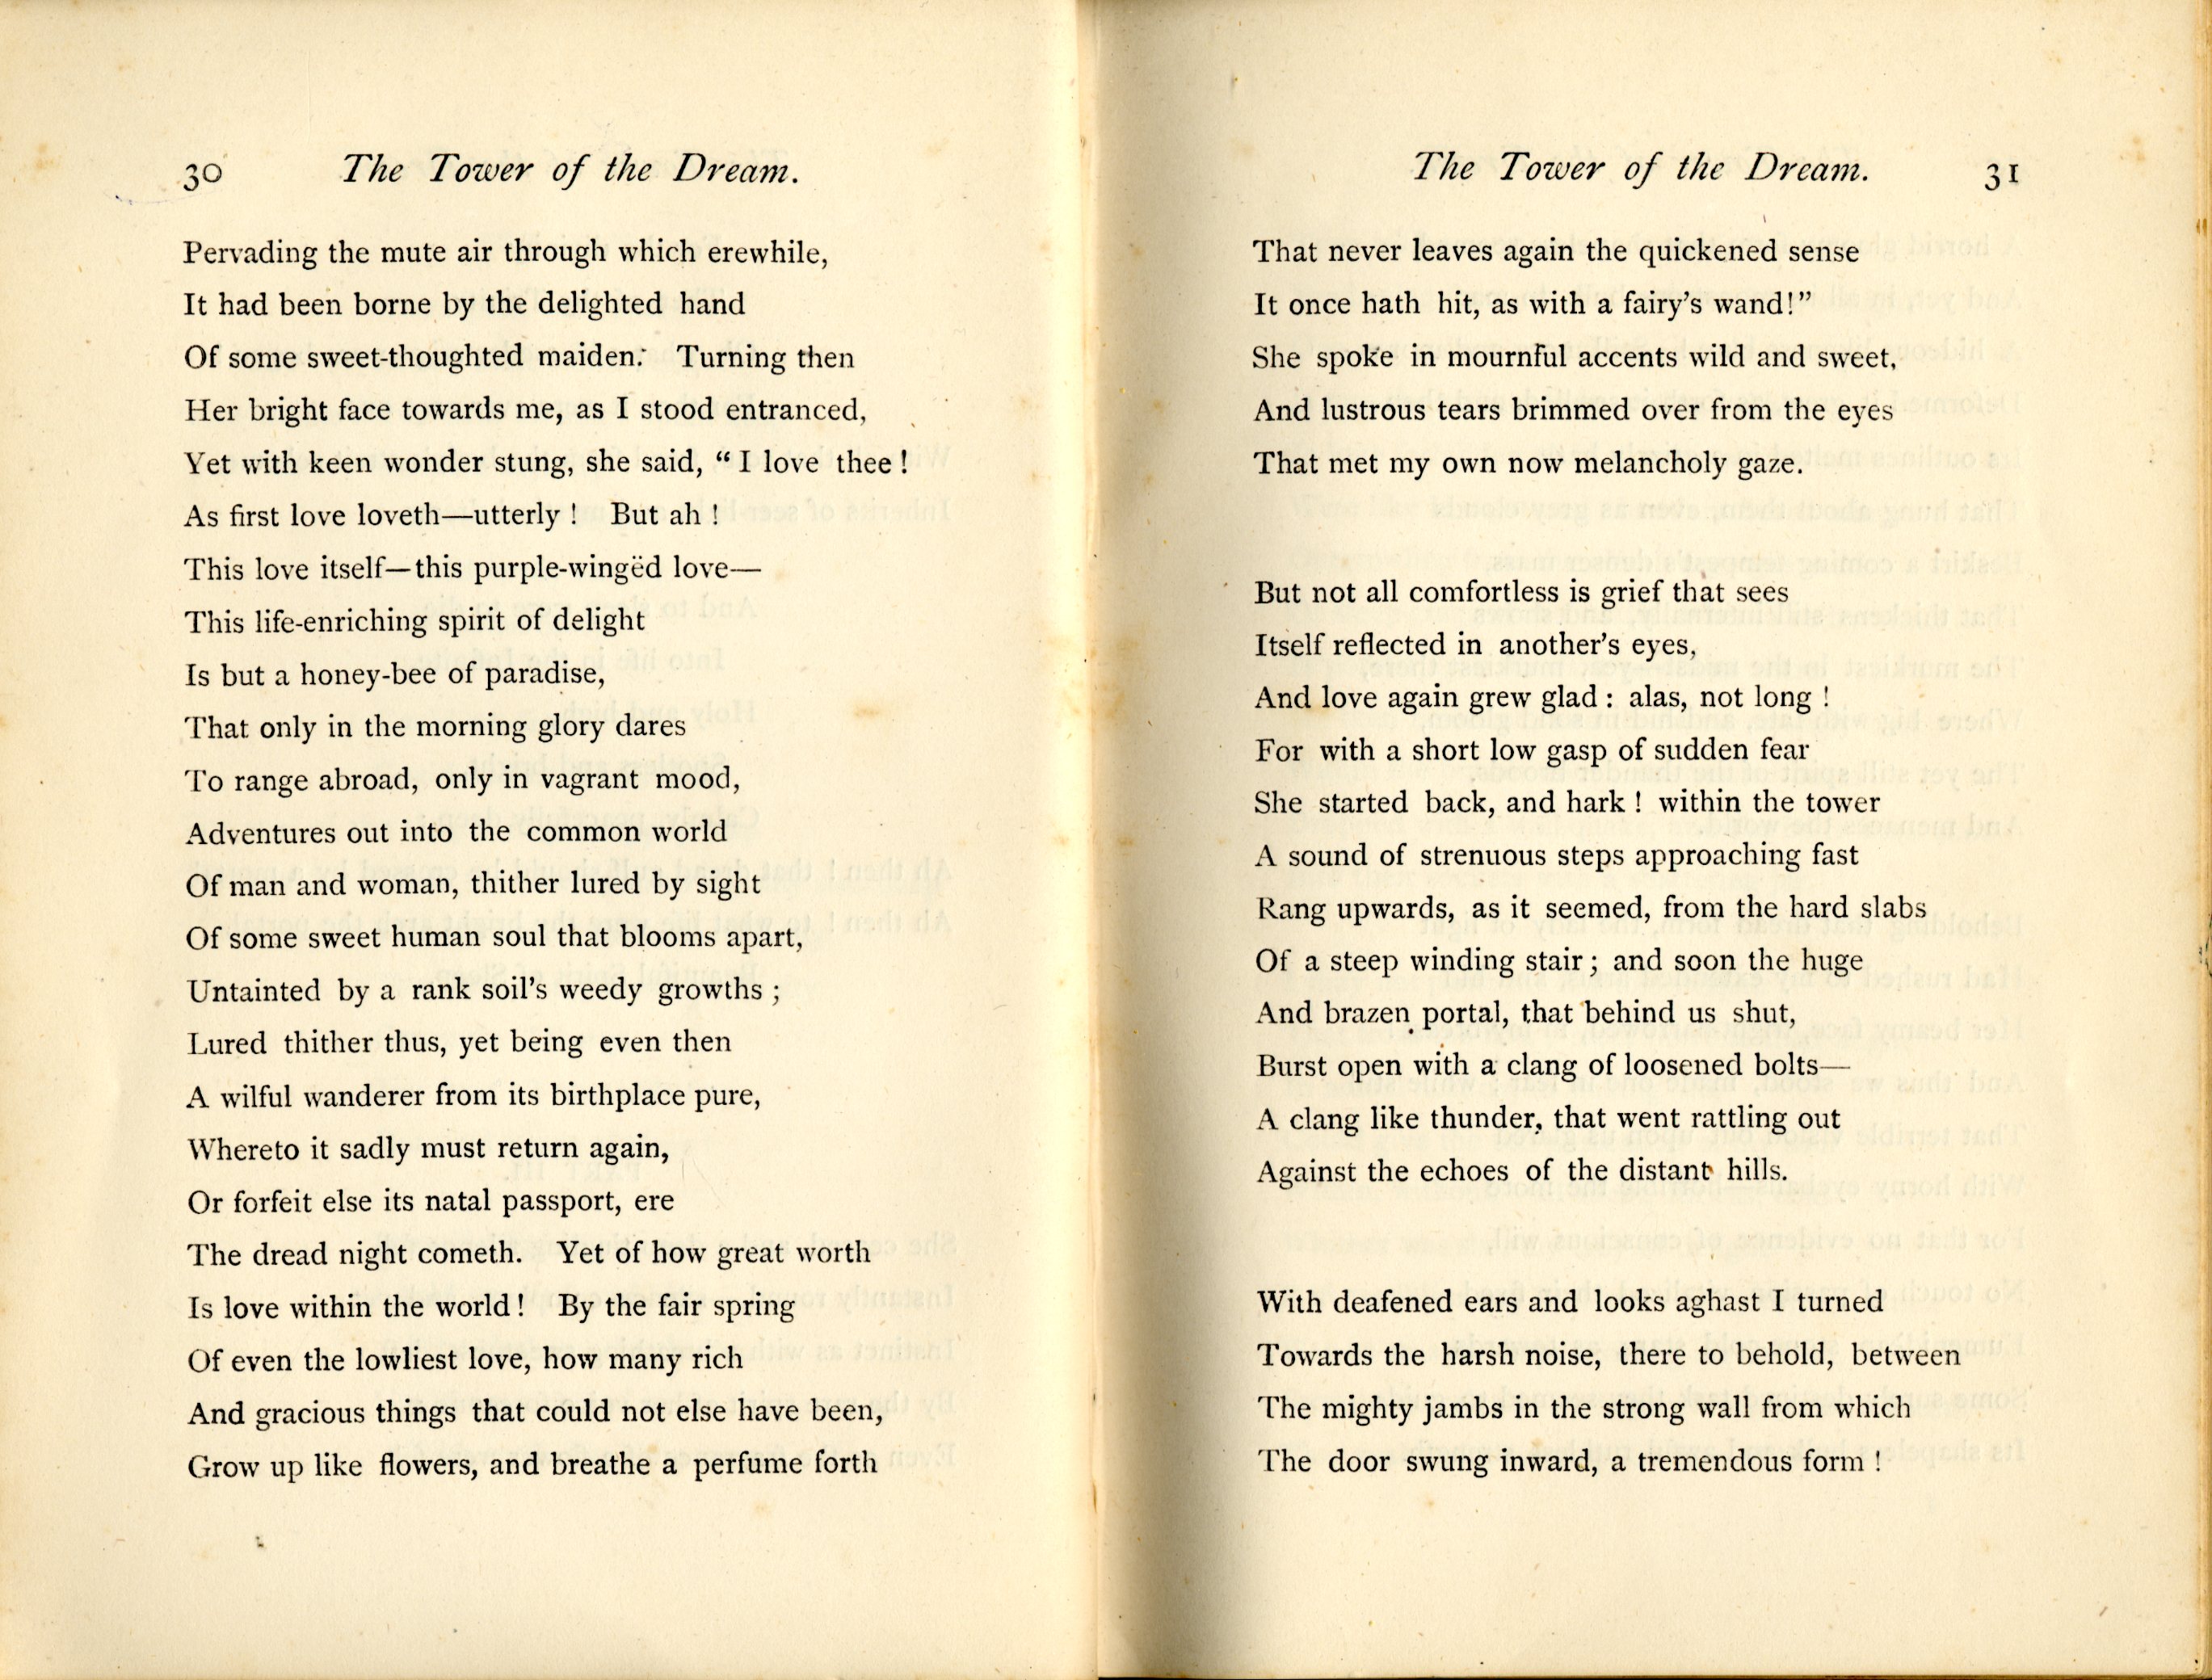 30 The Tower of the Dream.
Pervading the mute air through which erewhile,
It had been borne by the delighted hand
Of some sweet-thoughted maiden. Turning then
Her bright face towards me, as I stood entranced,
Yet with keen wonder stung, she said, “ I love thee !
As first love loveth—utterly ! But ah !
This love itself—this purple-wingëd love—
This life-enriching spirit of delight
Is but a honey-bee of paradise,
That only in the morning glory dares
To range abroad, only in vagrant mood,
Adventures out into the common world
Of man and woman, thither lured by sight
Of some sweet human soul that blooms apart,
Untainted by a rank soil's weedy growths ;
Lured thither thus, yet being even then
A wilful wanderer from its birthplace pure,
Whereto it sadly must return again,
Or forfeit else its natal passport, ere
The dread night cometh. Yet of how great worth
Is love within the world ! By the fair spring
Of even the lowliest love, how many rich
And gracious things that could not else have been,
Grow up like flowers, and breathe a perfume forth
The Tower of the Dream. 31
That never leaves again the quickened sense
It once hath hit, as with a fairy’s wand!”
She spoke in mournful accents wild and sweet,
And lustrous tears brimmed over from the eyes
That met my own now melancholy gaze.
But not all comfortless is grief that sees
Itself reflected in another’s eyes,
And love again grew glad : alas, not long !
For with a short low gasp of sudden fear
She started back, and hark ! within the tower
A sound of strenuous steps approaching fast
Rang upwards, as it seemed, from the hard slabs
Of a steep winding stair ; and soon the huge
And brazen portal, that behind us shut,
Burst open with a clang of loosened bolts—
A clang like thunder, that went rattling out
Against the echoes of the distant hills.
With deafened ears and looks aghast I turned
Towards the harsh noise, there to behold, between
The mighty jambs in the strong wall from which
The door swung inward, a tremendous form !